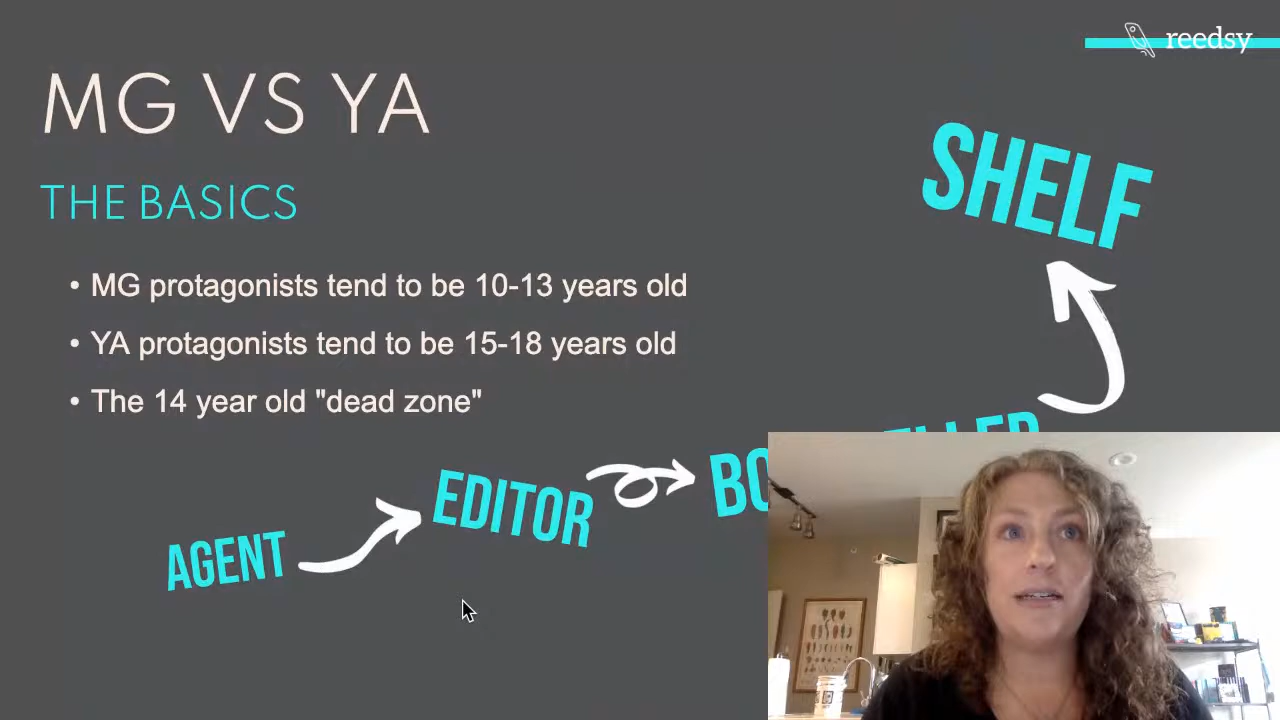 reedsy
MG VS YA
THE BASICS
• MG protagonists tend to be 10-13 years old
• YA protagonists tend to be 15-18 years old
• The 14 year old "dead zone"
SHELF
EDITOR
AGENT